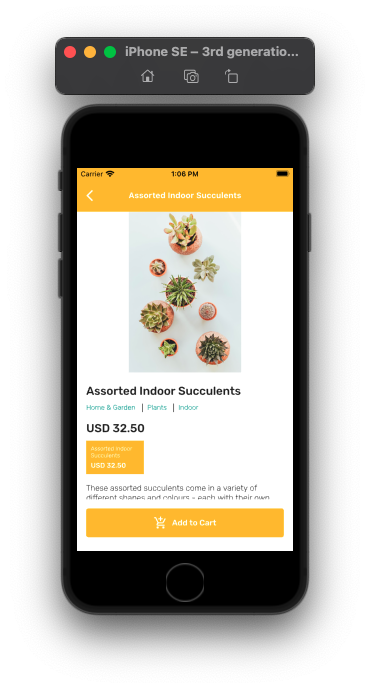 iPhone SE – 3rd generatio...
Carrier 1:06 PM
Assorted Indoor Succulents
Assorted Indoor Succulents
Home & Garden | Plants | Indoor
USD 32.50
Assorted Indoor
Succulents
USD 32.50
These assorted succulents come in a variety of
different shapes and colours - each with their own
Add to Cart